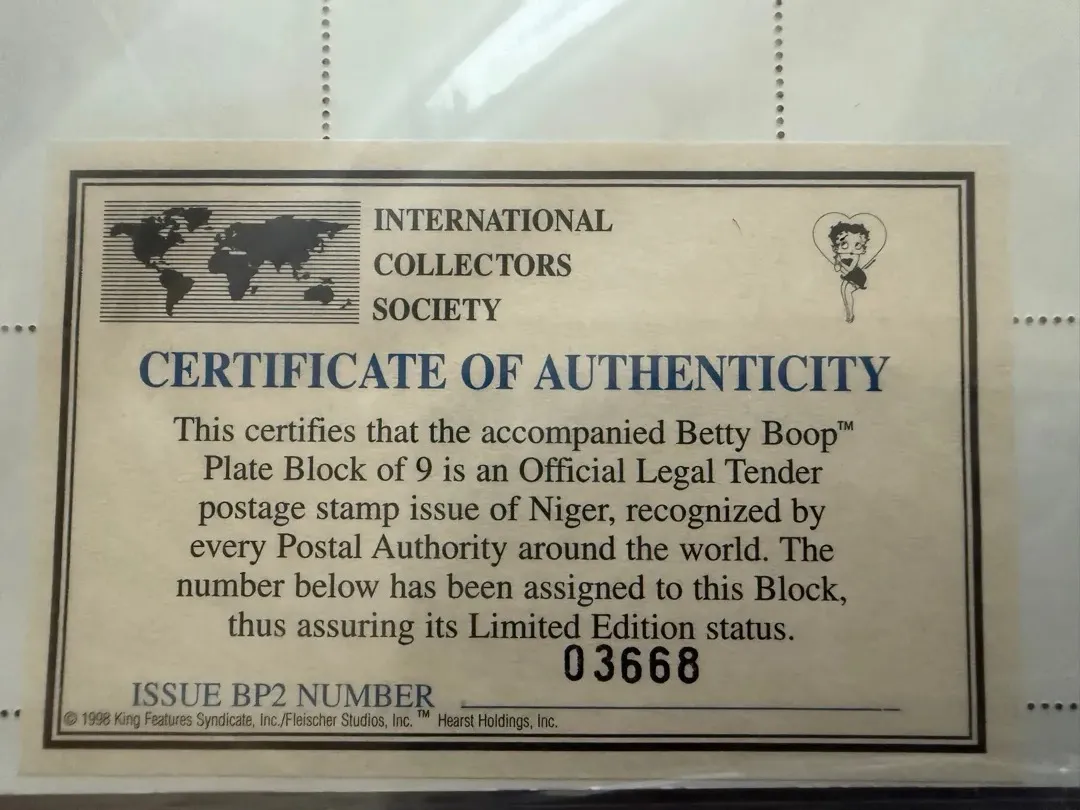 INTERNATIONAL
COLLECTORS
SOCIETY
CERTIFICATE OF AUTHENTICITY
This certifies that the accompanied Betty Boop™
Plate Block of 9 is an Official Legal Tender
postage stamp issue of Niger, recognized by
every Postal Authority around the world. The
number below has been assigned to this Block,
thus assuring its Limited Edition status.
03668
ISSUE BP2 NUMBER
© 1998 King Features Syndicate, Inc./Fleischer Studios, Inc. ™ Hearst Holdings, Inc.